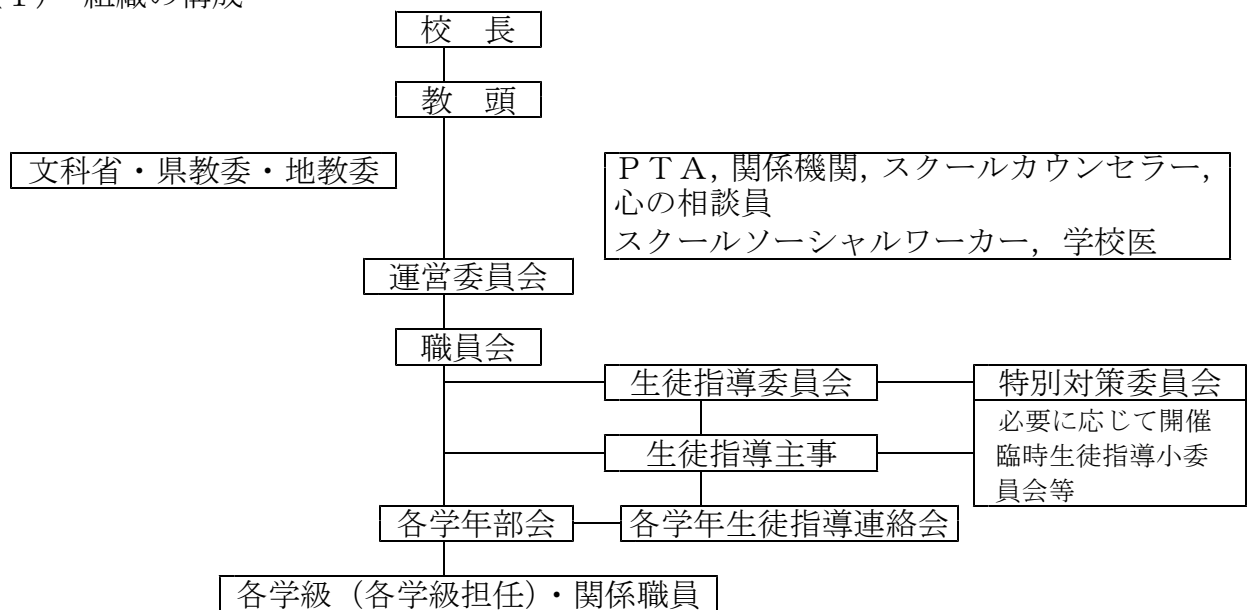 (１) 組織の構成
校　長
教　頭
文科省・県教委・地教委
ＰＴＡ, 関係機関, スクールカウンセラー,
心の相談員
スクールソーシャルワーカー，学校医
運営委員会
職員会
生徒指導委員会
特別対策委員会
必要に応じて開催
臨時生徒指導小委
員会等
生徒指導主事
各学年部会
各学年生徒指導連絡会
各学級（各学級担任）・関係職員